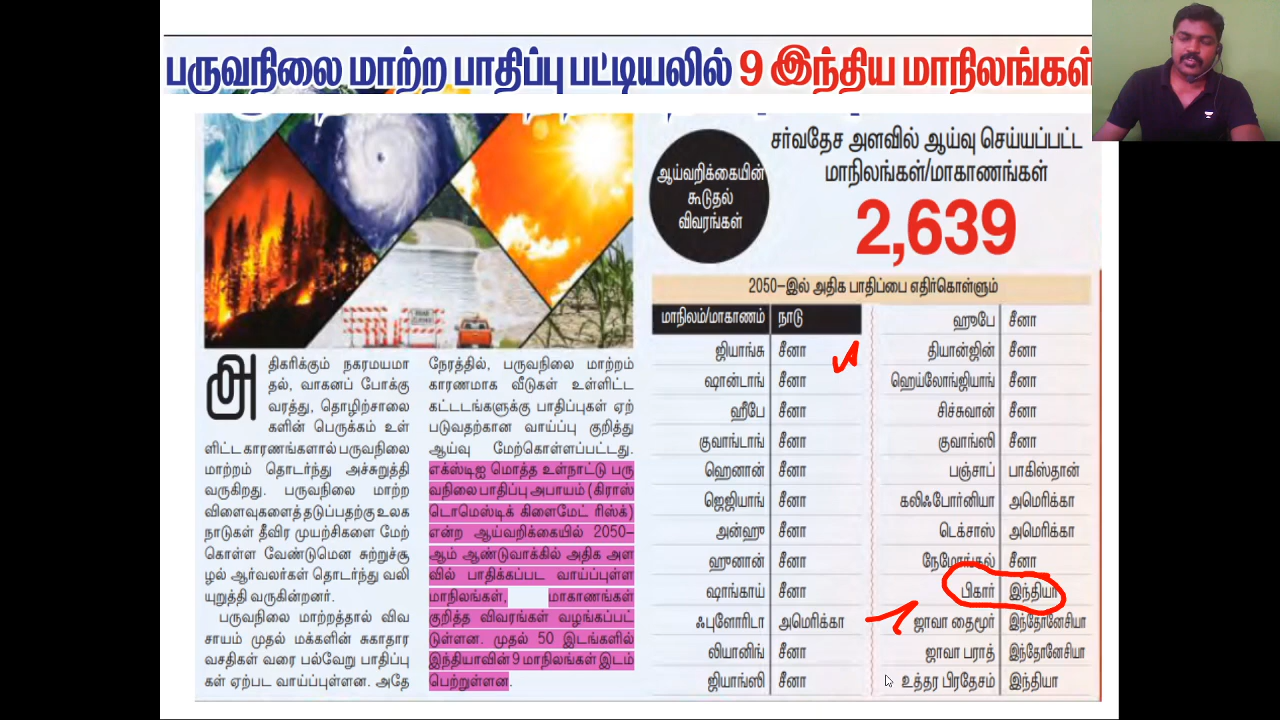 பருவநிலை மாற்ற பாதிப்பு பட்டியலில் 9 இந்திய மாநிலங்கள்
அதிகரிக்கும் நகரமயமா
தல், வாகனப் போக்கு
வரத்து, தொழிற்சாலை
களின் பெருக்கம் உள்
ளிட்ட காரணங்களால் பருவநிலை
மாற்றம் தொடர்ந்து அச்சுறுத்தி
வருகிறது. பருவநிலை மாற்ற
விளைவுகளைத் தடுப்பதற்கு உலக
நாடுகள் தீவிர முயற்சிகளை மேற்
கொள்ள வேண்டுமென சுற்றுச்சூ
ழல் ஆர்வலர்கள் தொடர்ந்து வலி
யுறுத்தி வருகின்றனர்.
பருவநிலை மாற்றத்தால் விவ
சாயம் முதல் மக்களின் சுகாதார
வசதிகள் வரை பல்வேறு பாதிப்பு
கள் ஏற்பட வாய்ப்புள்ளன. அதே
நேரத்தில், பருவநிலை மாற்றம்
காரணமாக வீடுகள் உள்ளிட்ட
கட்டடங்களுக்கு பாதிப்புகள் ஏற்
படுவதற்கான வாய்ப்பு குறித்து
ஆய்வு மேற்கொள்ளப்பட்டது.
எக்ஸ்டிஐ மொத்த உள்நாட்டு பரு
வநிலை பாதிப்பு அபாயம் (கிராஸ்
டொமெஸ்டிக் கிளைமேட் ரிஸ்க்)
என்ற ஆய்வறிக்கையில் 2050–
ஆம் ஆண்டுவாக்கில் அதிக அள
வில் பாதிக்கப்பட வாய்ப்புள்ள
மாநிலங்கள், மாகாணங்கள்
குறித்த விவரங்கள் வழங்கப்பட்
டுள்ளன. முதல் 50 இடங்களில்
இந்தியாவின் 9 மாநிலங்கள் இடம்
பெற்றுள்ளன.
ஆய்வறிக்கையின்
கூடுதல்
விவரங்கள்
சர்வதேச அளவில் ஆய்வு செய்யப்பட்ட
மாநிலங்கள்/மாகாணங்கள்
2,639
2050–இல் அதிக பாதிப்பை எதிர்கொள்ளும்
மாநிலம்/மாகாணம் நாடு
ஜியாங்சு சீனா
ஷான்டாங் சீனா
ஹீபே சீனா
குவாங்டாங் சீனா
ஹெனான் சீனா
ஜெஜியாங் சீனா
அன்ஹு சீனா
ஹுனான் சீனா
ஷாங்காய் சீனா
ஃபுளோரிடா அமெரிக்கா
லியானிங் சீனா
ஜியாங்ஸி சீனா
ஹுபே சீனா
தியான்ஜின் சீனா
ஹெய்லோங்ஜியாங் சீனா
சிச்சுவான் சீனா
குவாங்ஸி சீனா
பஞ்சாப் பாகிஸ்தான்
கலிஃபோர்னியா அமெரிக்கா
டெக்சாஸ் அமெரிக்கா
நேமோங்கல் சீனா
பிகார் இந்தியா
ஜாவா தைமூர் இந்தோனேசியா
ஜாவா பராத் இந்தோனேசியா
உத்தர பிரதேசம் இந்தியா